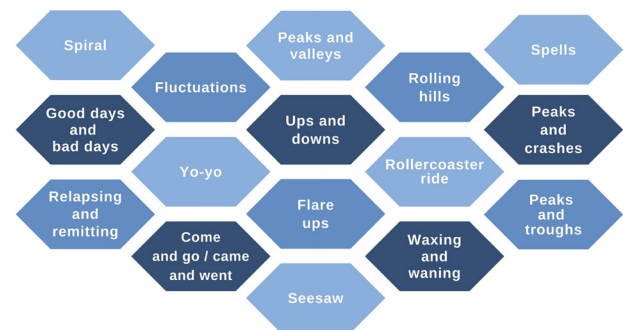 Spiral
Fluctuations
Peaks and
valleys
Rolling
hills
Spells
Good days
and
bad days
Yo-yo
Ups and
downs
Rollercoaster
ride
Peaks
and
crashes
Relapsing
and
remitting
Come
and go / came
and went
Flare
ups
Waxing
and
waning
Peaks
and
troughs
Seesaw